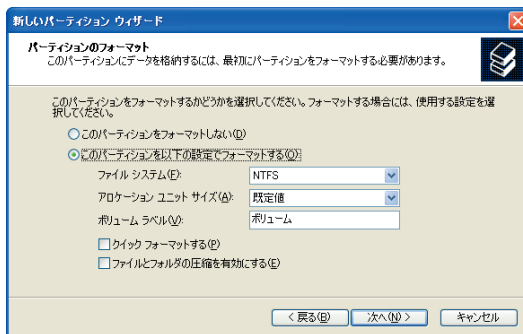 新しいパーティション ウィザード
パーティションのフォーマット
このパーティションにデータを格納するには、最初にパーティションをフォーマットする必要があります。
このパーティションをフォーマットするかどうかを選択してください。フォーマットする場合には、使用する設定を選
択してください。
このパーティションをフォーマットしない(D)
このパーティションを以下の設定でフォーマットする(O):
ファイル システム(F): NTFS
アロケーション ユニット サイズ(A): 既定値
ボリューム ラベル(V): ボリューム
クイック フォーマットする(P)
ファイルとフォルダの圧縮を有効にする(E)
< 戻る(B) 次へ(N) > キャンセル